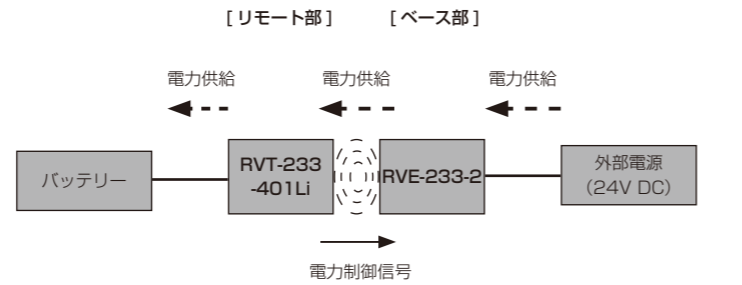 [ リモート部 ] [ ベース部 ]
電力供給 電力供給 電力供給
バッテリー
RVT-233
-401Li
RVE-233-2
外部電源
（24V DC）
電力制御信号